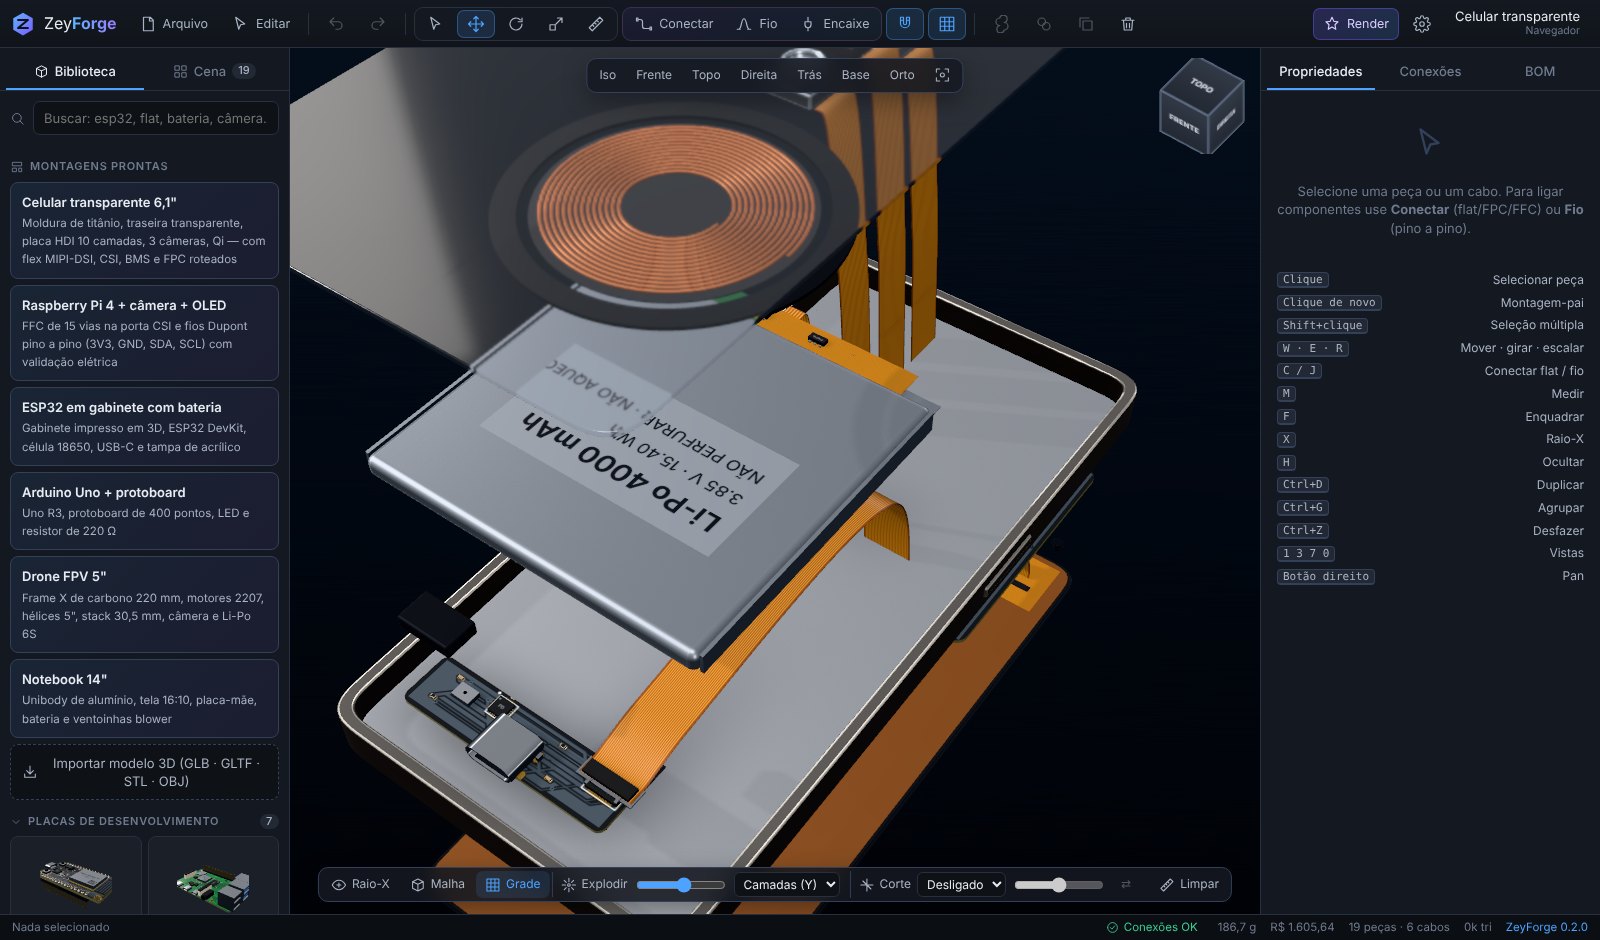 ZeyForge
Arquivo
Editar
Conectar
Fio
Encaixe
Render
Celular transparente
Navegador
Biblioteca
Cena 19
Buscar: esp32, flat, bateria, câmera.
MONTAGENS PRONTAS
Celular transparente 6,1"
Moldura de titânio, traseira transparente,
placa HDI 10 camadas, 3 câmeras, Qi — com
flex MIPI-DSI, CSI, BMS e FPC roteados
Raspberry Pi 4 + câmera + OLED
FFC de 15 vias na porta CSI e fios Dupont
pino a pino (3V3, GND, SDA, SCL) com
validação elétrica
ESP32 em gabinete com bateria
Gabinete impresso em 3D, ESP32 DevKit,
célula 18650, USB-C e tampa de acrílico
Arduino Uno + protoboard
Uno R3, protoboard de 400 pontos, LED e
resistor de 220 Ω
Drone FPV 5"
Frame X de carbono 220 mm, motores 2207,
hélices 5", stack 30,5 mm, câmera e Li-Po
6S
Notebook 14"
Unibody de alumínio, tela 16:10, placa-mãe,
bateria e ventoinhas blower
Importar modelo 3D (GLB · GLTF ·
STL · OBJ)
PLACAS DE DESENVOLVIMENTO 7
Iso
Frente
Topo
Direita
Trás
Base
Orto
TOPO
FRENTE
DIREITA
Li-Po 4000 mAh
3.85 V · 15.40 Wh
NÃO PERFURAR · NÃO AQUEC
Raio-X
Malha
Grade
Explodir
Camadas (Y)
Corte
Desligado
Limpar
Propriedades
Conexões
BOM
Selecione uma peça ou um cabo. Para ligar
componentes use Conectar (flat/FPC/FFC) ou Fio
(pino a pino).
Clique Selecionar peça
Clique de novo Montagem-pai
Shift+clique Seleção múltipla
W · E · R Mover · girar · escalar
C / J Conectar flat / fio
M Medir
F Enquadrar
X Raio-X
H Ocultar
Ctrl+D Duplicar
Ctrl+G Agrupar
Ctrl+Z Desfazer
1 3 7 0 Vistas
Botão direito Pan
Nada selecionado
Conexões OK
186,7 g
R$ 1.605,64
19 peças · 6 cabos
0k tri
ZeyForge 0.2.0